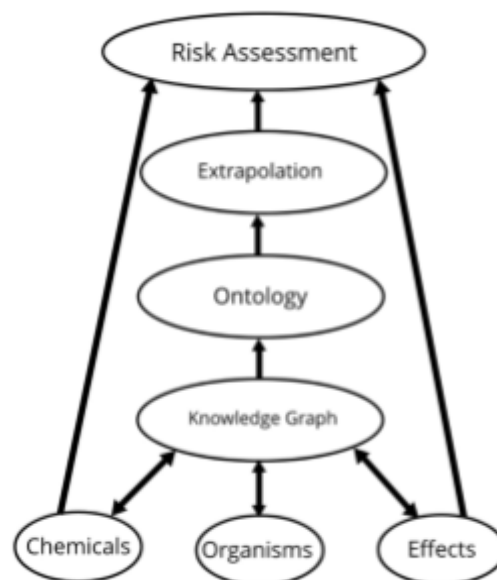 Risk Assessment
Extrapolation
Ontology
Knowledge Graph
Chemicals
Organisms
Effects